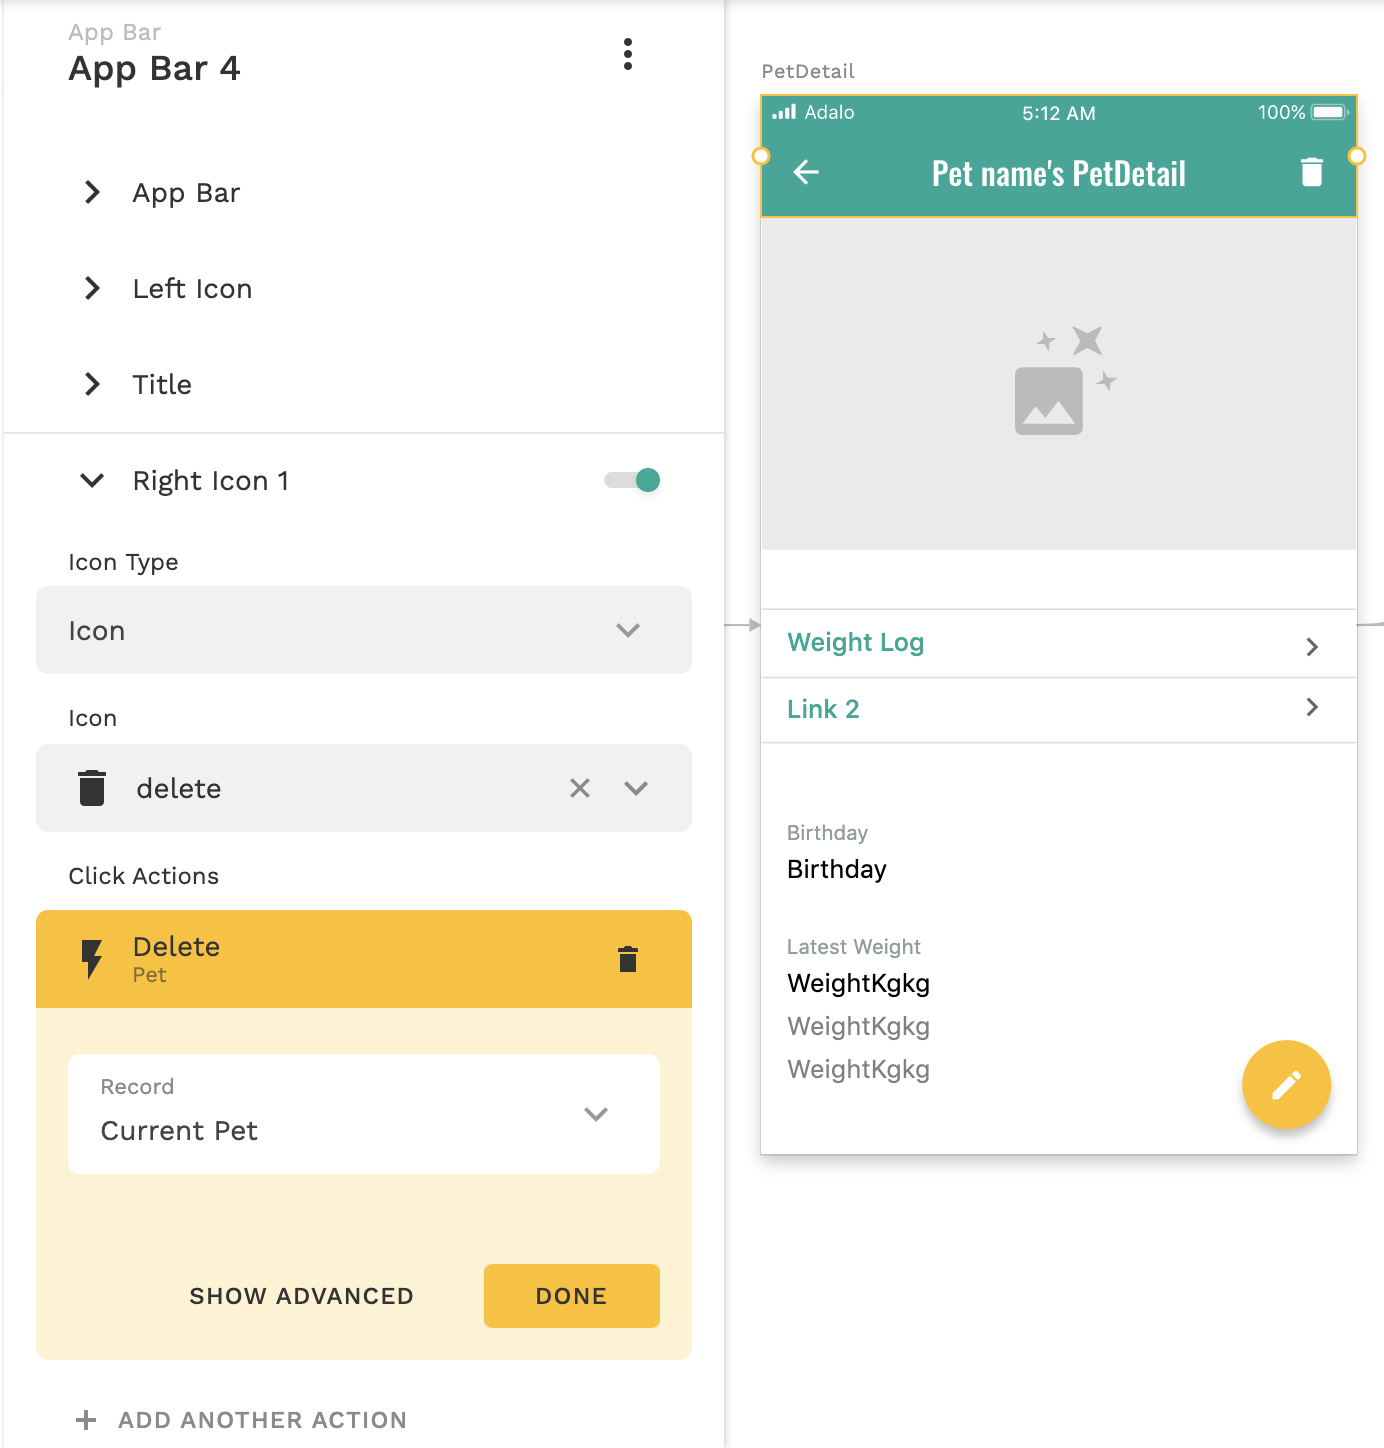 App Bar
App Bar 4
App Bar
Left Icon
Title
Right Icon 1
Icon Type
Icon
Icon
delete
Click Actions
Delete
Pet
Record
Current Pet
SHOW ADVANCED
DONE
ADD ANOTHER ACTION
PetDetail
Adalo 5:12 AM 100%
Pet name's PetDetail
Weight Log
Link 2
Birthday
Birthday
Latest Weight
WeightKgkg
WeightKgkg
WeightKgkg